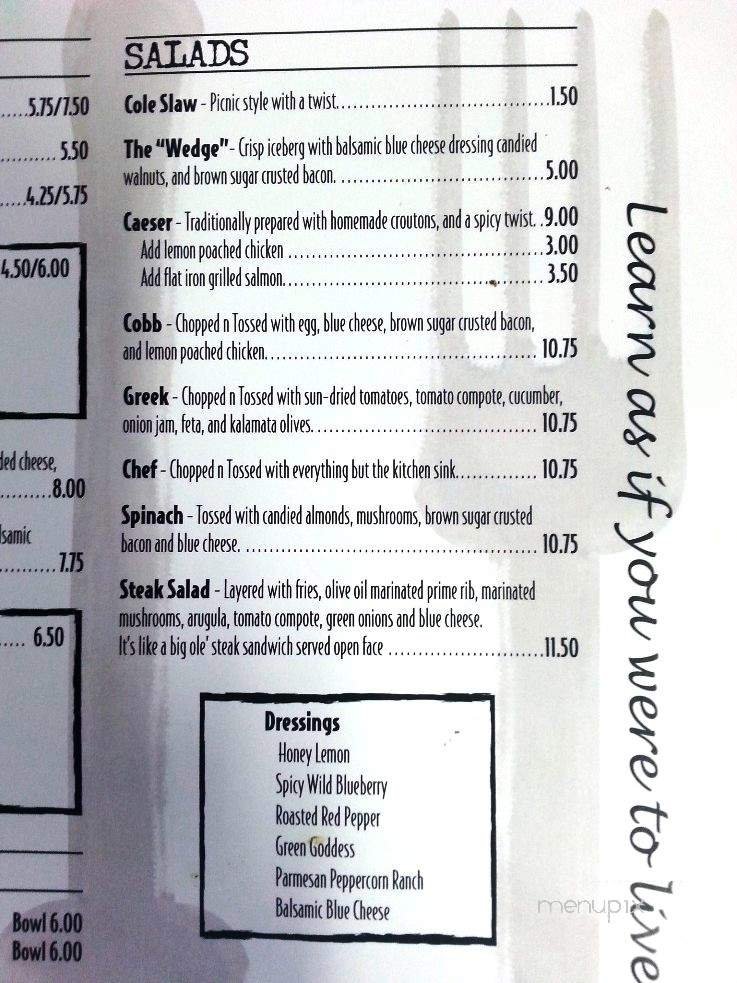 .....5.75/7.50
.......... 5.50
.....4.25/5.75
4.50/6.00
ded cheese,
.........8.00
lsamic
...........7.75
..... 6.50
Bowl 6.00
Bowl 6.00
SALADS
Cole Slaw - Picnic style with a twist..............................1.50
The “Wedge”- Crisp iceberg with balsamic blue cheese dressing candied
walnuts, and brown sugar crusted bacon. ..............................5.00
Caeser - Traditionally prepared with homemade croutons, and a spicy twist. .9.00
Add lemon poached chicken ....................................3.00
Add flat iron grilled salmon.....................................3.50
Cobb - Chopped n Tossed with egg, blue cheese, brown sugar crusted bacon,
and lemon poached chicken....................................... 10.75
Greek - Chopped n Tossed with sun-dried tomatoes, tomato compote, cucumber,
onion jam, feta, and kalamata olives................................ 10.75
Chef - Chopped n Tossed with everything but the kitchen sink............. 10.75
Spinach - Tossed with candied almonds, mushrooms, brown sugar crusted
bacon and blue cheese. .......................................... 10.75
Steak Salad - Layered with fries, olive oil marinated prime rib, marinated
mushrooms, arugula, tomato compote, green onions and blue cheese.
It's like a big ole' steak sandwich served open face .......................11.50
Dressings
Honey Lemon
Spicy Wild Blueberry
Roasted Red Pepper
Green Goddess
Parmesan Peppercorn Ranch
Balsamic Blue Cheese
Learn as if you were to live
menupix